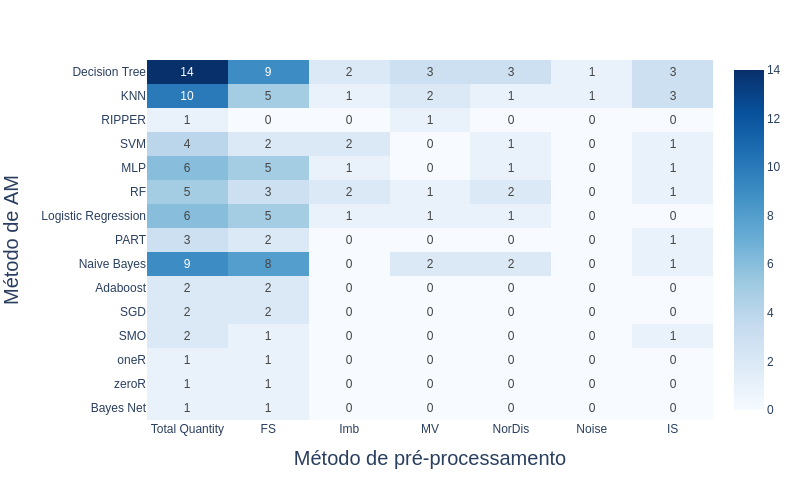 Decision Tree 14 9 2 3 3 1 3 14
KNN 10 5 1 2 1 1 3 12
RIPPER 1 0 0 1 0 0 0
SVM 4 2 2 0 1 0 1 10
MLP 6 5 1 0 1 0 1
RF 5 3 2 1 2 0 1 8
Logistic Regression 6 5 1 1 1 0 0
PART 3 2 0 0 0 0 1
Naive Bayes 9 8 0 2 2 0 1 6
Adaboost 2 2 0 0 0 0 0
SGD 2 2 0 0 0 0 0 4
SMO 2 1 0 0 0 0 1
oneR 1 1 0 0 0 0 0 2
zeroR 1 1 0 0 0 0 0
Bayes Net 1 1 0 0 0 0 0 0
Total Quantity FS Imb MV NorDis Noise IS
Método de pré-processamento
Método de AM